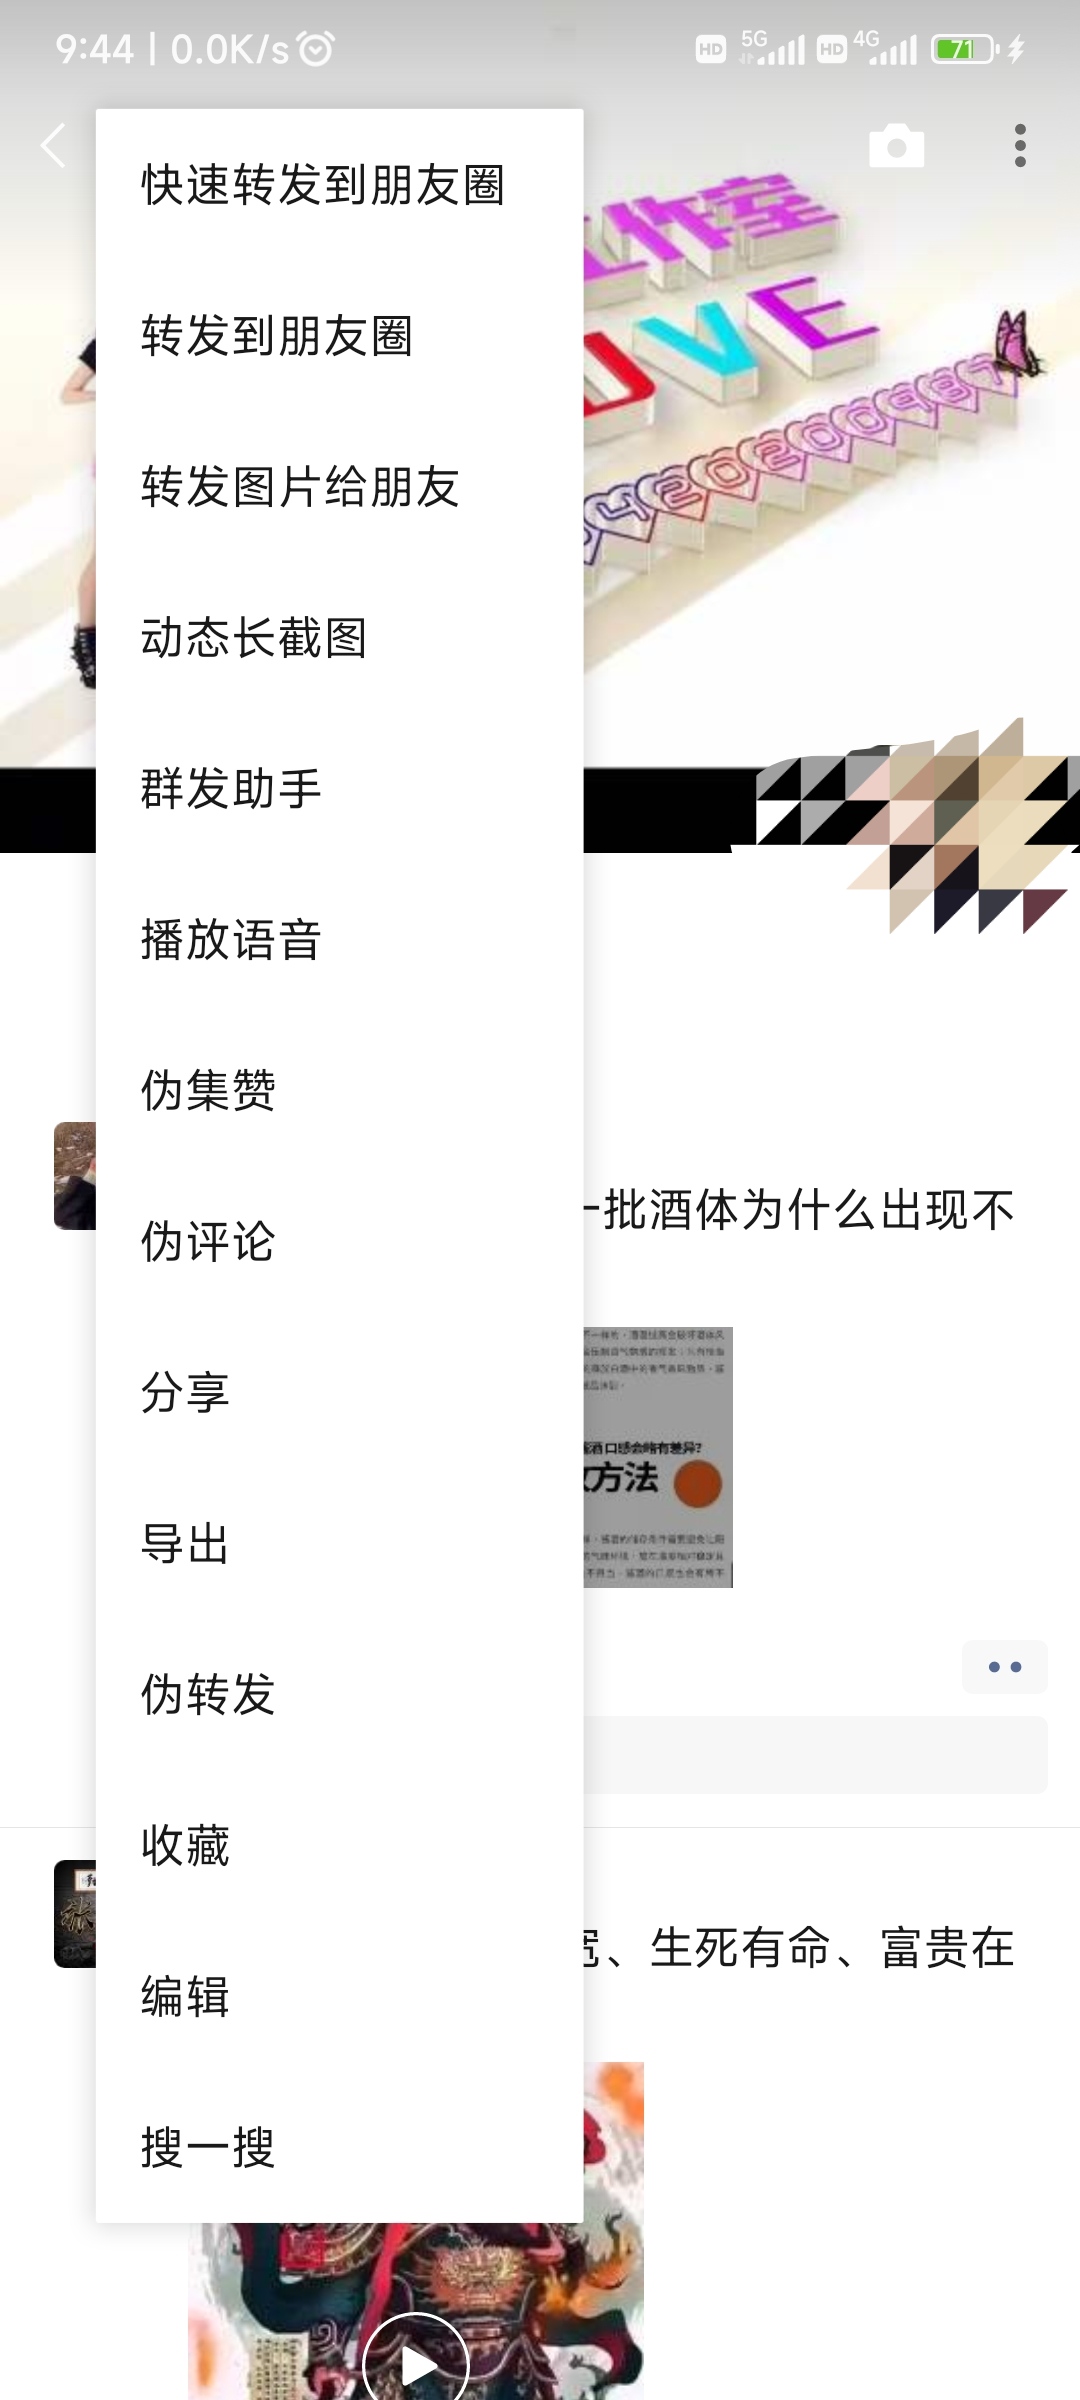 9:44 | 0.0K/s
HD 5G HD 4G 71
快速转发到朋友圈
转发到朋友圈
转发图片给朋友
动态长截图
群发助手
播放语音
伪集赞
伪评论
分享
导出
伪转发
收藏
编辑
搜一搜
工作室
OVE
4202200987
一批酒体为什么出现不
酒口感会略有差异?
方法
、生死有命、富贵在